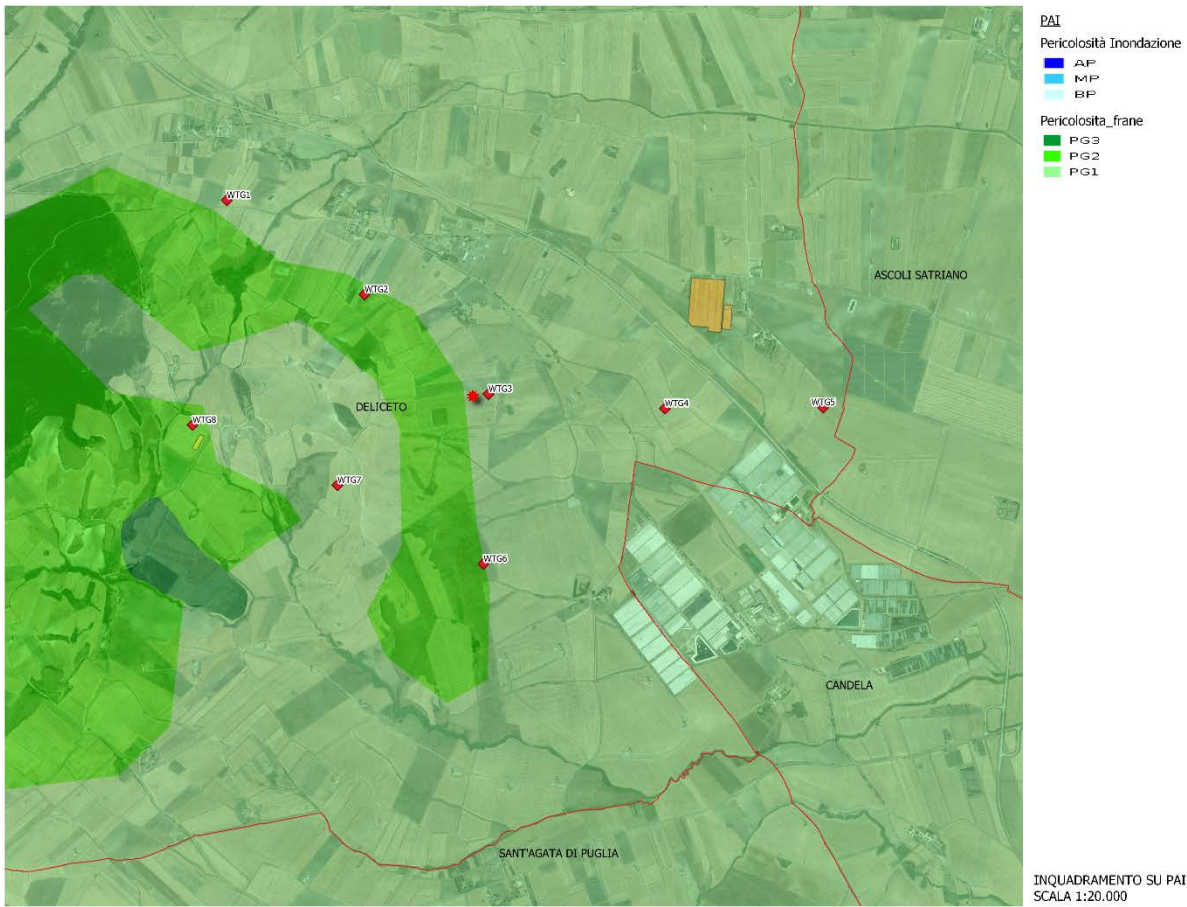 PAI
Pericolosità Inondazione
AP
MP
BP
Pericolosita_frane
PG3
PG2
PG1
WTG1
ASCOLI SATRIANO
WTG2
WTG3
DELICETO
WTG4
WTG5
WTG8
WTG7
WTG6
CANDELA
SANT'AGATA DI PUGLIA
INQUADRAMENTO SU PAI
SCALA 1:20.000